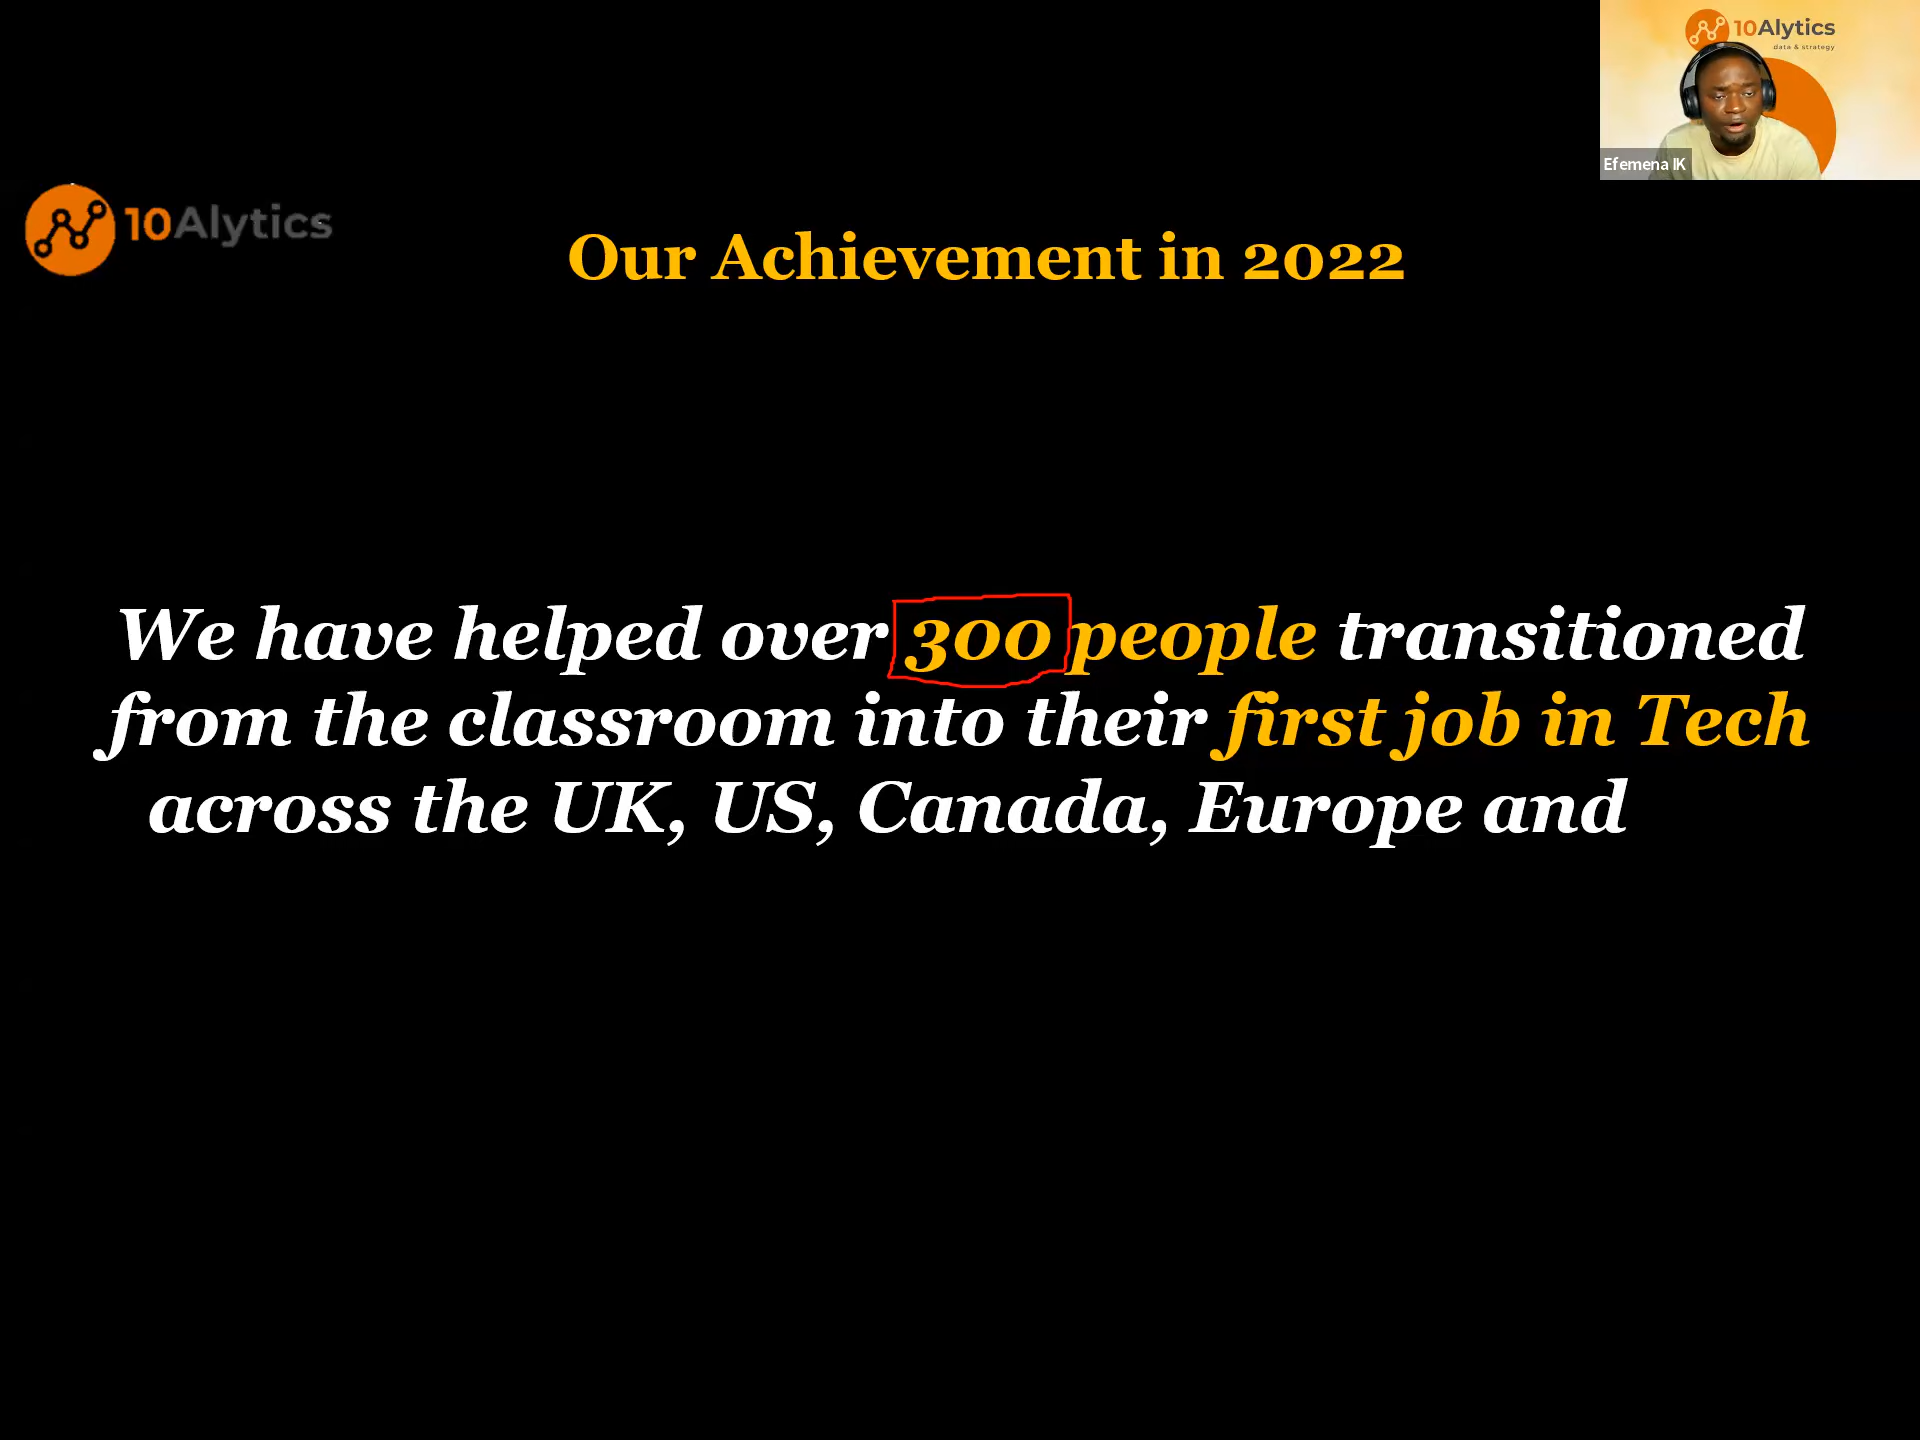 10Alytics
data & strategy
Efemena IK
10Alytics
Our Achievement in 2022
We have helped over 300 people transitioned
from the classroom into their first job in Tech
across the UK, US, Canada, Europe and